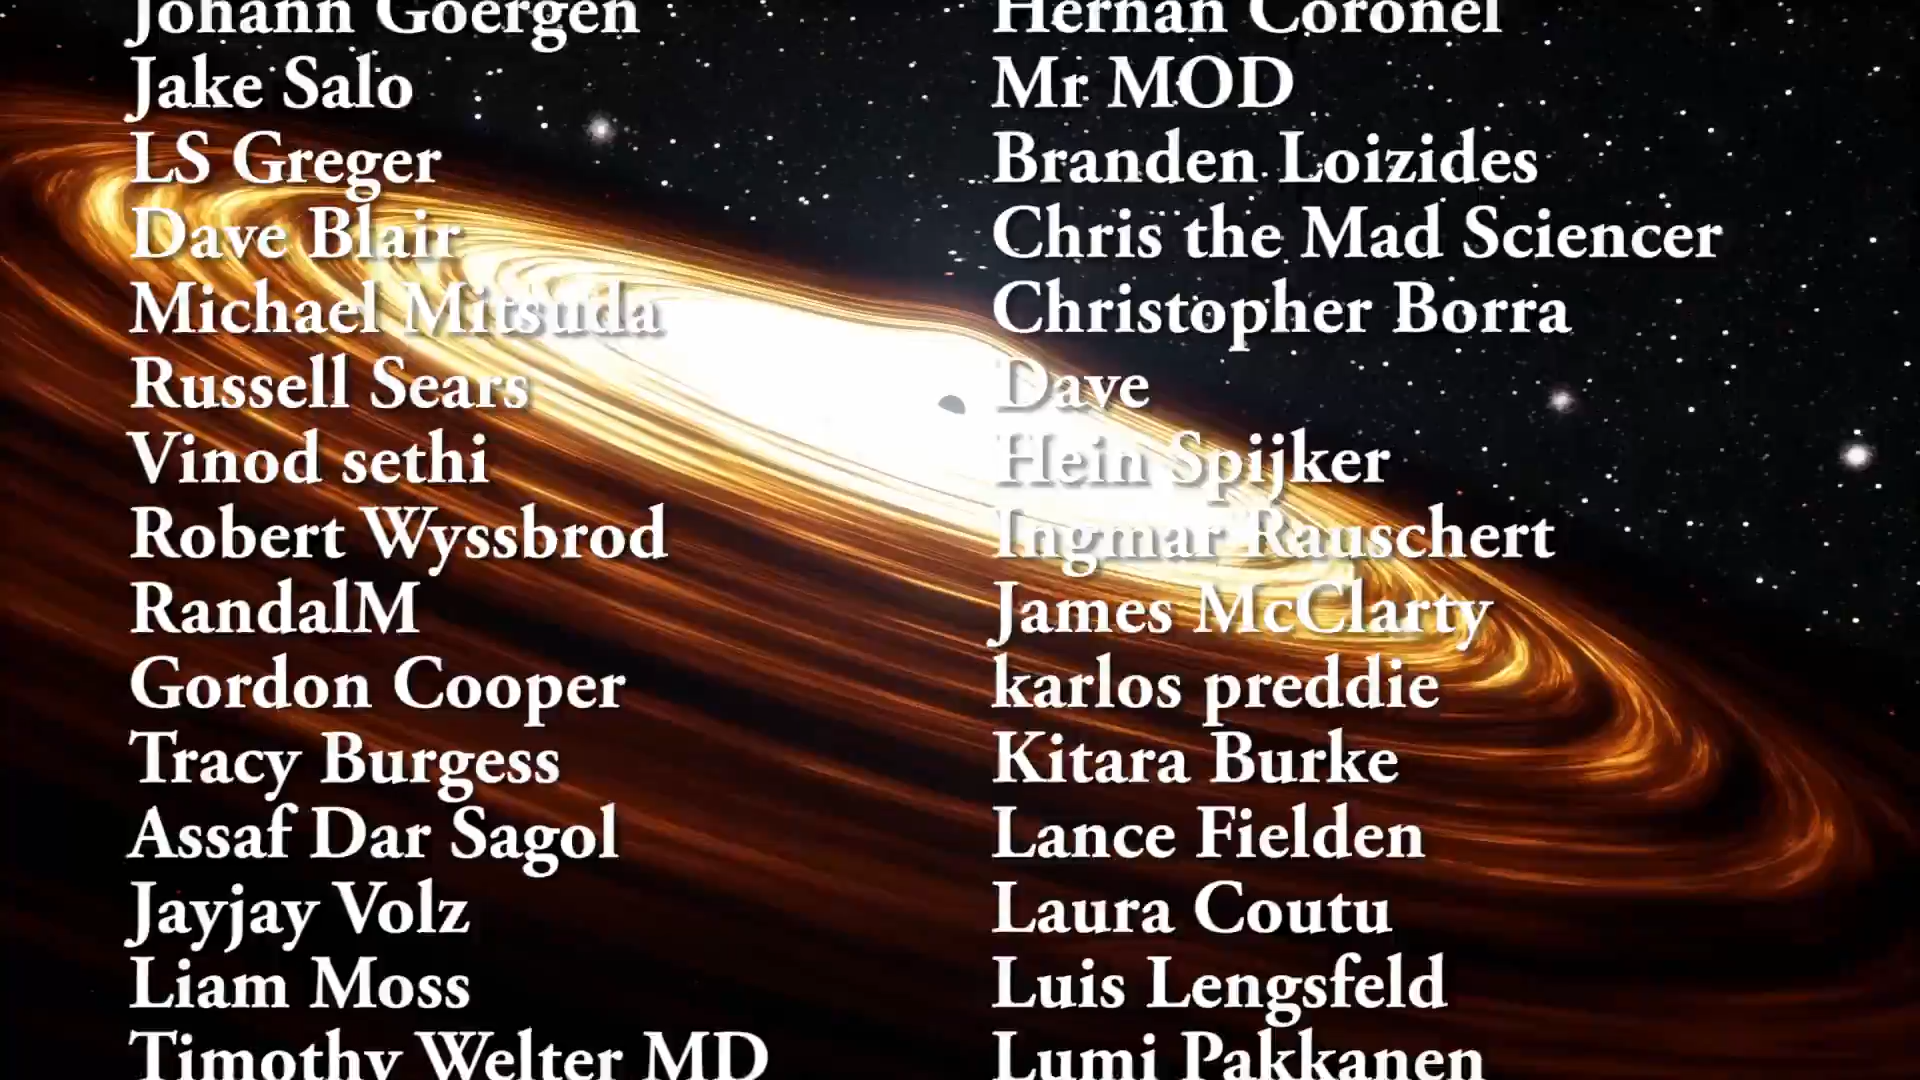 Johann Goergen
Jake Salo
LS Greger
Dave Blair
Michael Mitsuda
Russell Sears
Vinod sethi
Robert Wyssbrod
RandalM
Gordon Cooper
Tracy Burgess
Assaf Dar Sagol
Jayjay Volz
Liam Moss
Timothy Welter MD
Hernan Coronel
Mr MOD
Branden Loizides
Chris the Mad Sciencer
Christopher Borra
Dave
Hein Spijker
Ingmar Rauschert
James McClarty
karlos preddie
Kitara Burke
Lance Fielden
Laura Coutu
Luis Lengsfeld
Lumi Pakkanen